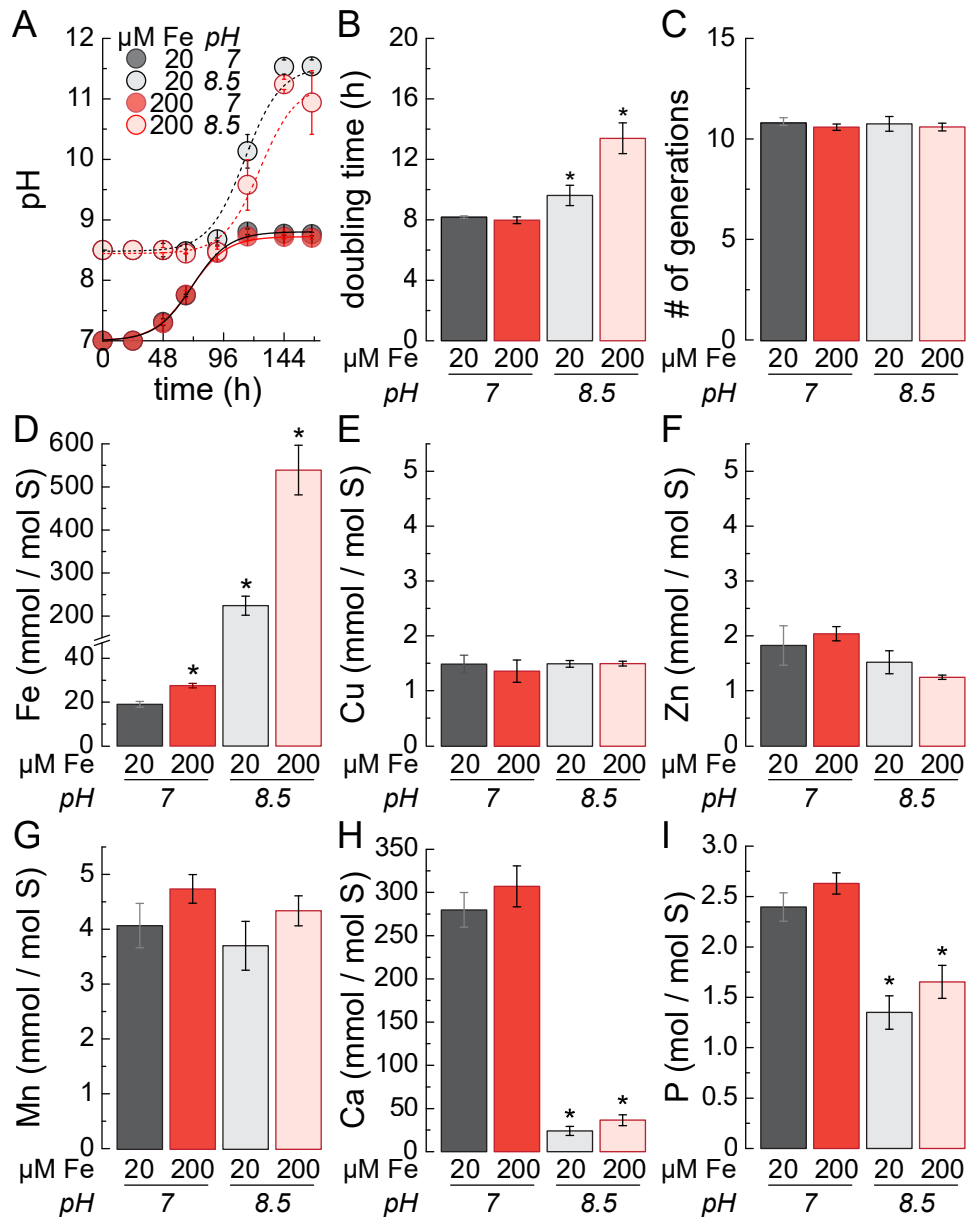 A
µM Fe pH
20 7
20 8.5
200 7
200 8.5
12
11
10
9
8
7
pH
0 48 96 144
time (h)
B
20
16
12
8
4
0
doubling time (h)
*
*
µM Fe 20 200 20 200
pH 7 8.5
C
15
10
5
0
# of generations
µM Fe 20 200 20 200
pH 7 8.5
D
600
500
400
300
200
40
20
0
Fe (mmol / mol S)
*
*
*
µM Fe 20 200 20 200
pH 7 8.5
E
5
4
3
2
1
0
Cu (mmol / mol S)
µM Fe 20 200 20 200
pH 7 8.5
F
5
4
3
2
1
0
Zn (mmol / mol S)
µM Fe 20 200 20 200
pH 7 8.5
G
5
4
3
2
1
0
Mn (mmol / mol S)
µM Fe 20 200 20 200
pH 7 8.5
H
350
300
250
200
150
100
50
0
Ca (mmol / mol S)
*
*
µM Fe 20 200 20 200
pH 7 8.5
I
3.0
2.5
2.0
1.5
1.0
0.5
0.0
P (mol / mol S)
*
*
µM Fe 20 200 20 200
pH 7 8.5